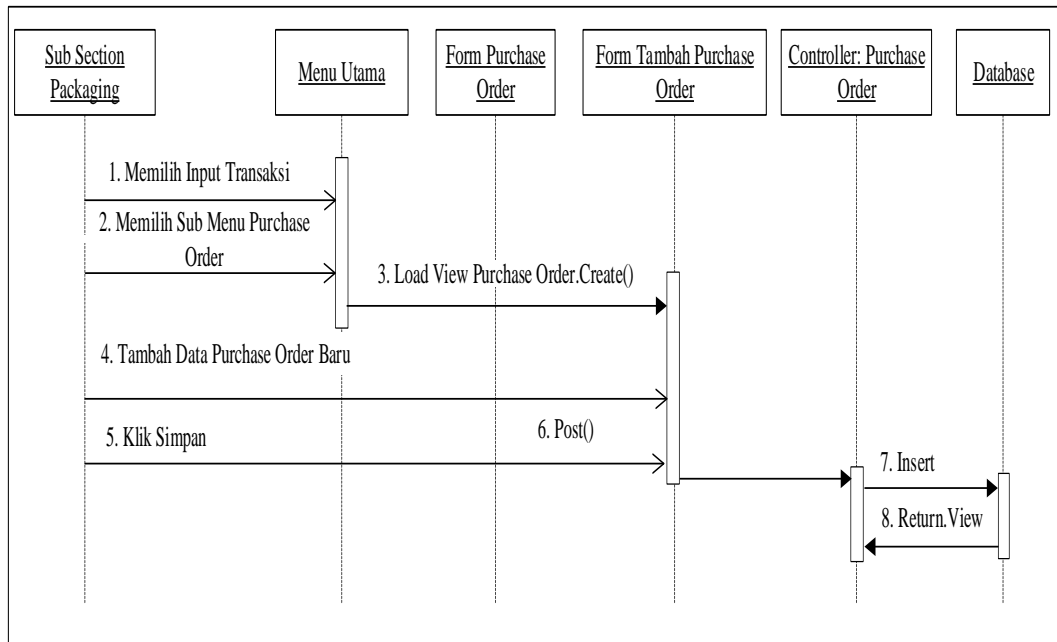 Sub Section
Packaging
Menu Utama
Form Purchase
Order
Form Tambah Purchase
Order
Controller: Purchase
Order
Database
1. Memilih Input Transaksi
2. Memilih Sub Menu Purchase
Order
3. Load View Purchase Order.Create()
4. Tambah Data Purchase Order Baru
5. Klik Simpan
6. Post()
7. Insert
8. Return.View